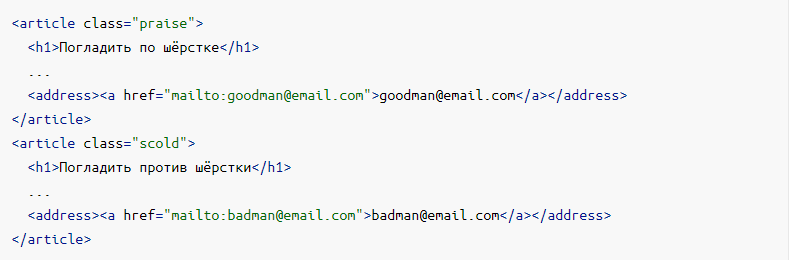 <article class="praise">
  <h1>Погладить по шёрстке</h1>
  ...
  <address><a href="mailto:goodman@email.com">goodman@email.com</a></address>
</article>
<article class="scold">
  <h1>Погладить против шёрстки</h1>
  ...
  <address><a href="mailto:badman@email.com">badman@email.com</a></address>
</article>